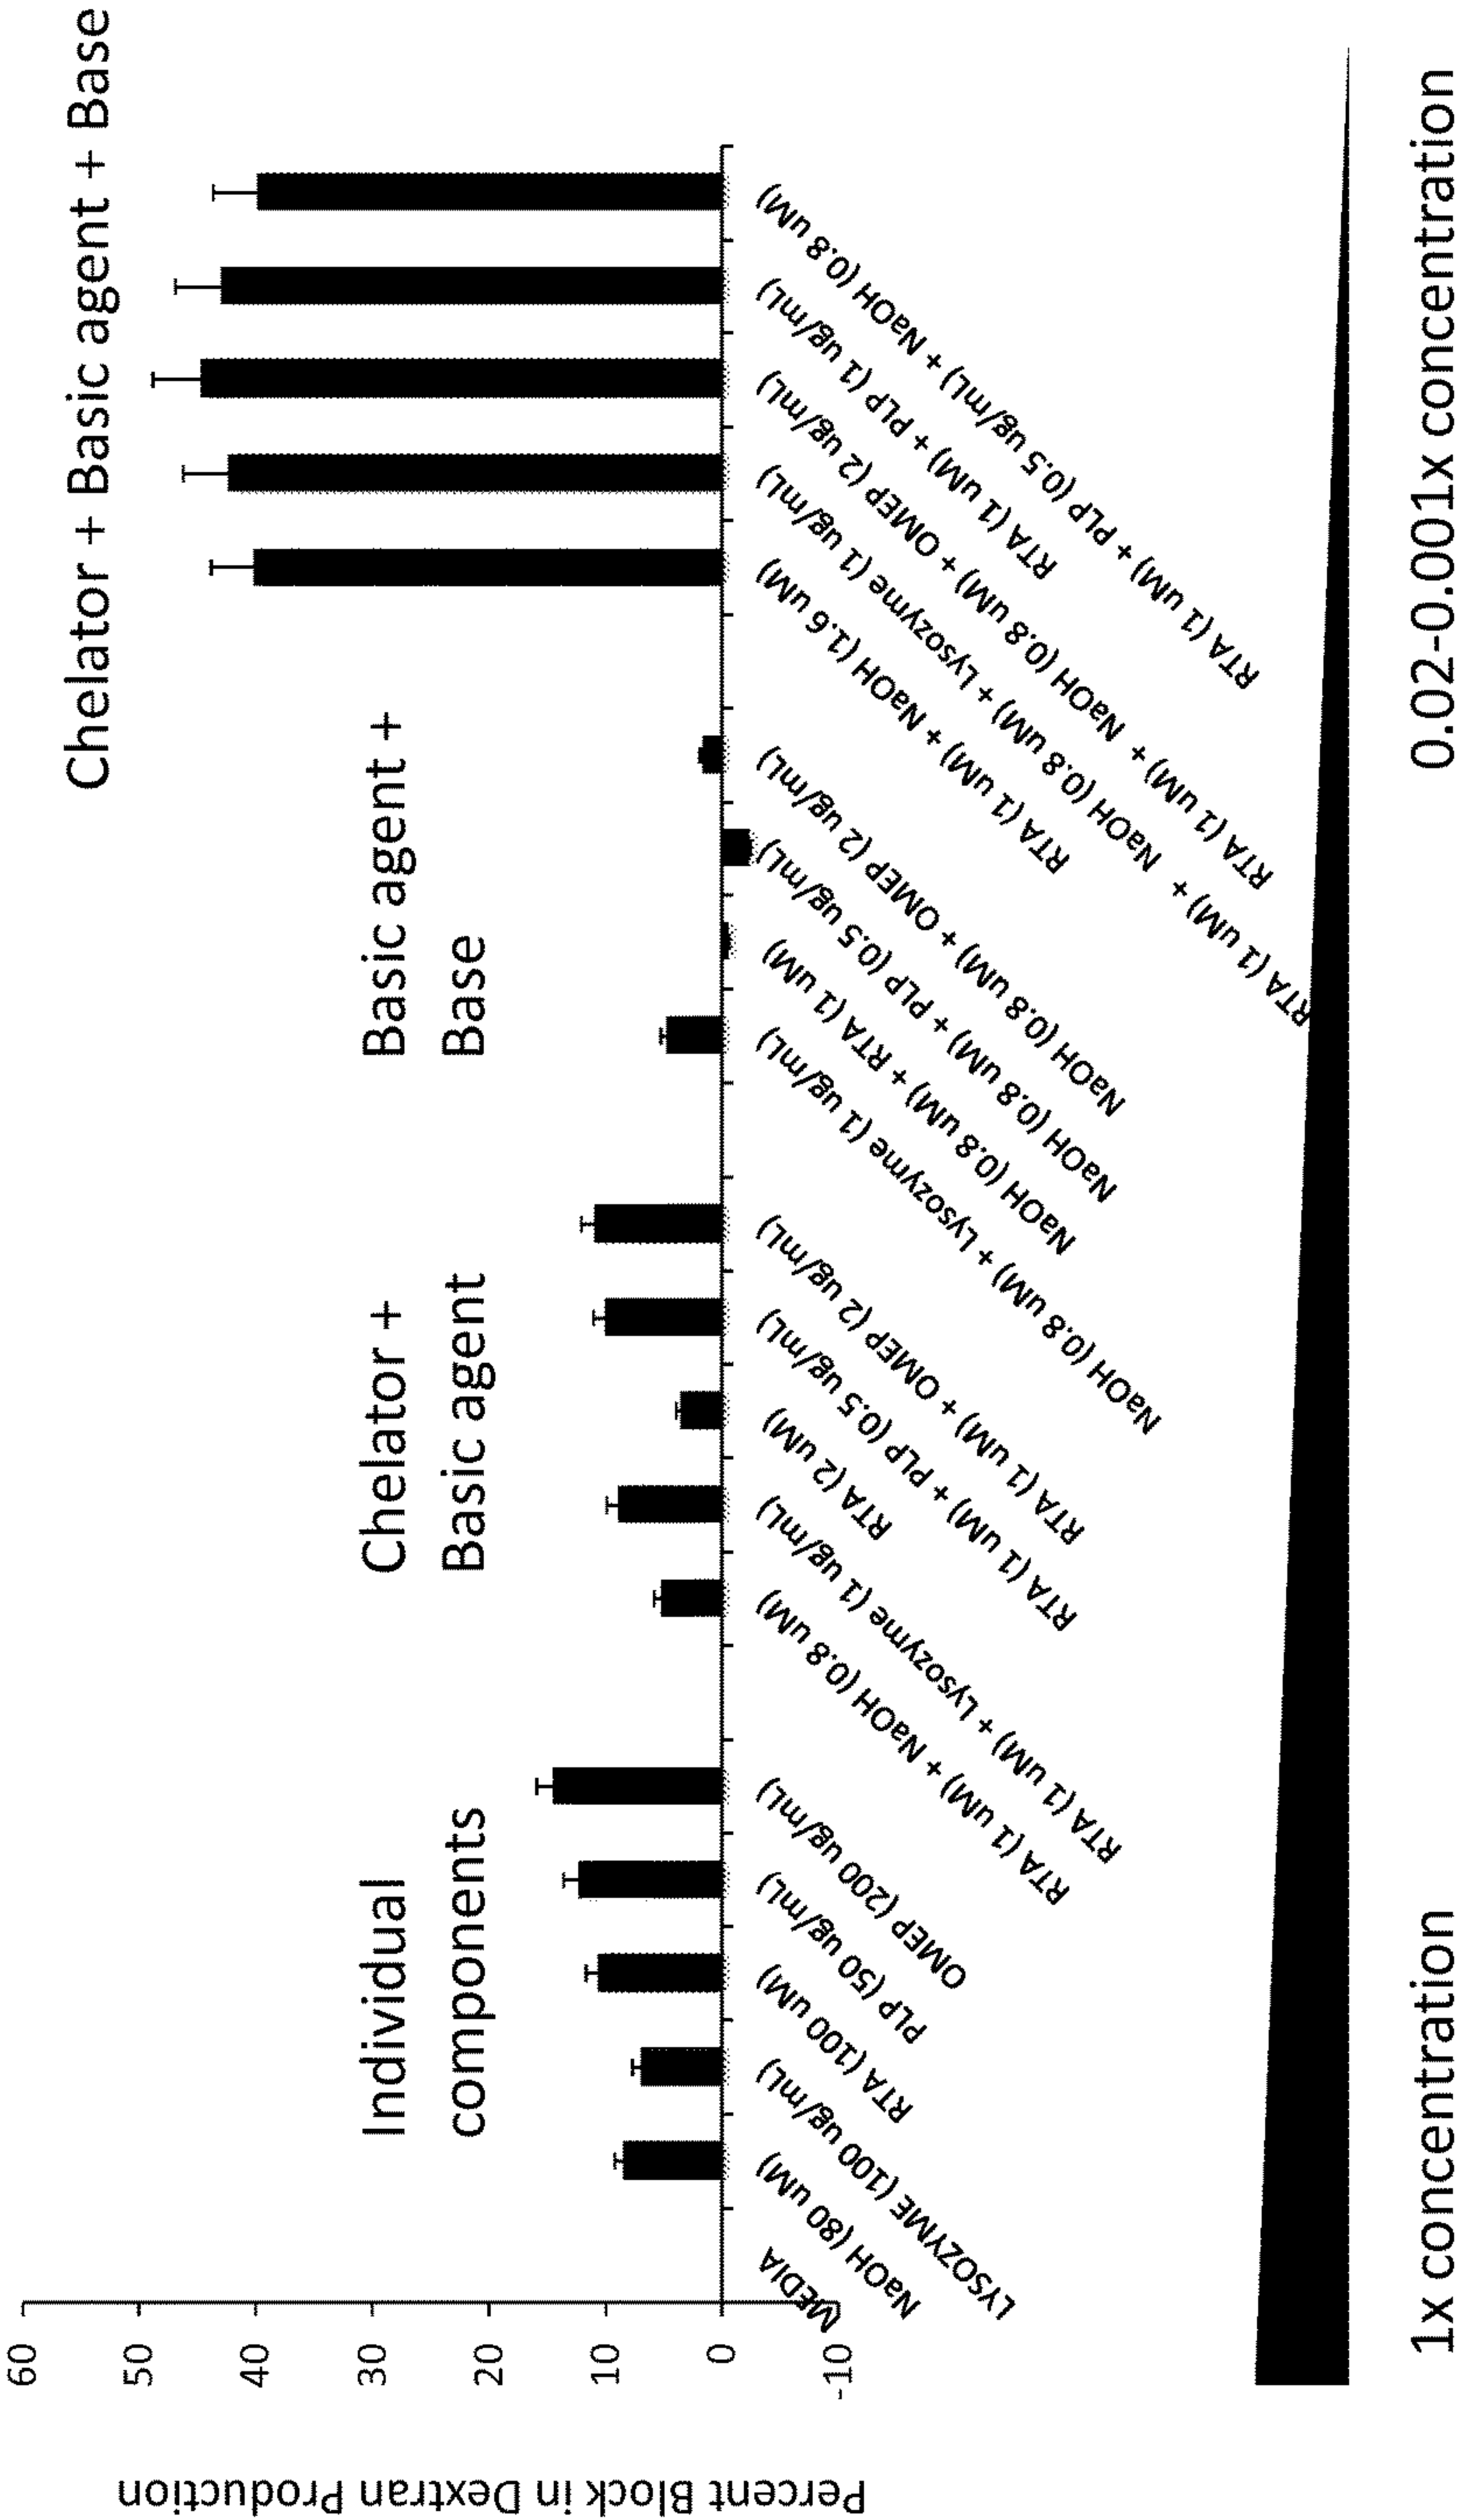 Chelator + Basic agent + Base
Individual
components
Chelator +
Basic agent
Basic agent +
Base
Percent Block in Dextran Production
60
50
40
30
20
10
0
-10
MEDIA
NaOH (80 uM)
LYSOZYME (100 ug/mL)
RTA (100 uM)
PLP (50 ug/mL)
OMEP (200 ug/mL)
RTA (1 uM) + NaOH (0.8 uM)
RTA (1 uM) + Lysozyme (1 ug/mL)
RTA (2 uM)
RTA (1 uM) + PLP (0.5 ug/mL)
RTA (1 uM) + OMEP (2 ug/mL)
NaOH (0.8 uM) + Lysozyme (1 ug/mL)
NaOH (0.8 uM) + RTA (1 uM)
NaOH (0.8 uM) + PLP (0.5 ug/mL)
NaOH (0.8 uM) + OMEP (2 ug/mL)
RTA (1 uM) + NaOH (1.6 uM)
RTA (1 uM) + NaOH (0.8 uM) + Lysozyme (1 ug/mL)
RTA (1 uM) + NaOH (0.8 uM) + OMEP (2 ug/mL)
RTA (1 uM) + PLP (1 ug/mL)
RTA (1 uM) + PLP (0.5 ug/mL) + NaOH (0.8 uM)
1x concentration
0.02-0.001x concentration